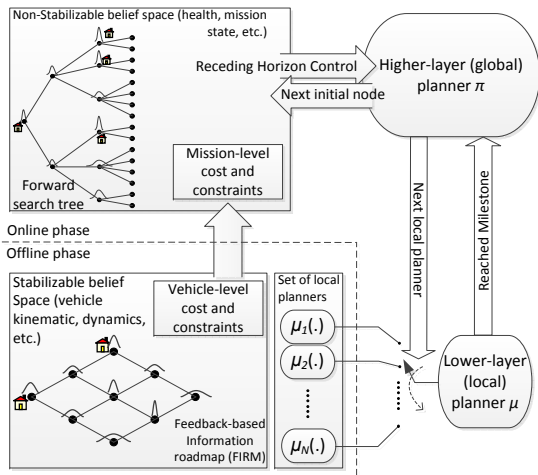 Non-Stabilizable belief space (health, mission
state, etc.)
Receding Horizon Control
Next initial node
Higher-layer (global)
planner π
Mission-level
cost and
constraints
Forward
search tree
Next local
planner
Reached Milestone
Online phase
Offline phase
Stabilizable belief
Space (vehicle
kinematic, dynamics,
etc.)
Vehicle-level
cost and
constraints
Set of local
planners
μ1(.)
μ2(.)
μN(.)
Lower-layer
(local)
planner μ
Feedback-based
Information
roadmap (FIRM)